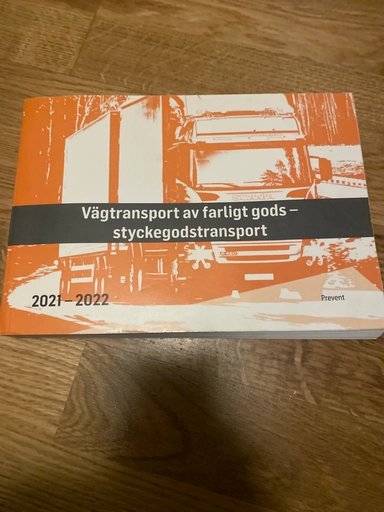 Vägtransport av farligt gods –
styckegodstransport
2021 – 2022
Prevent